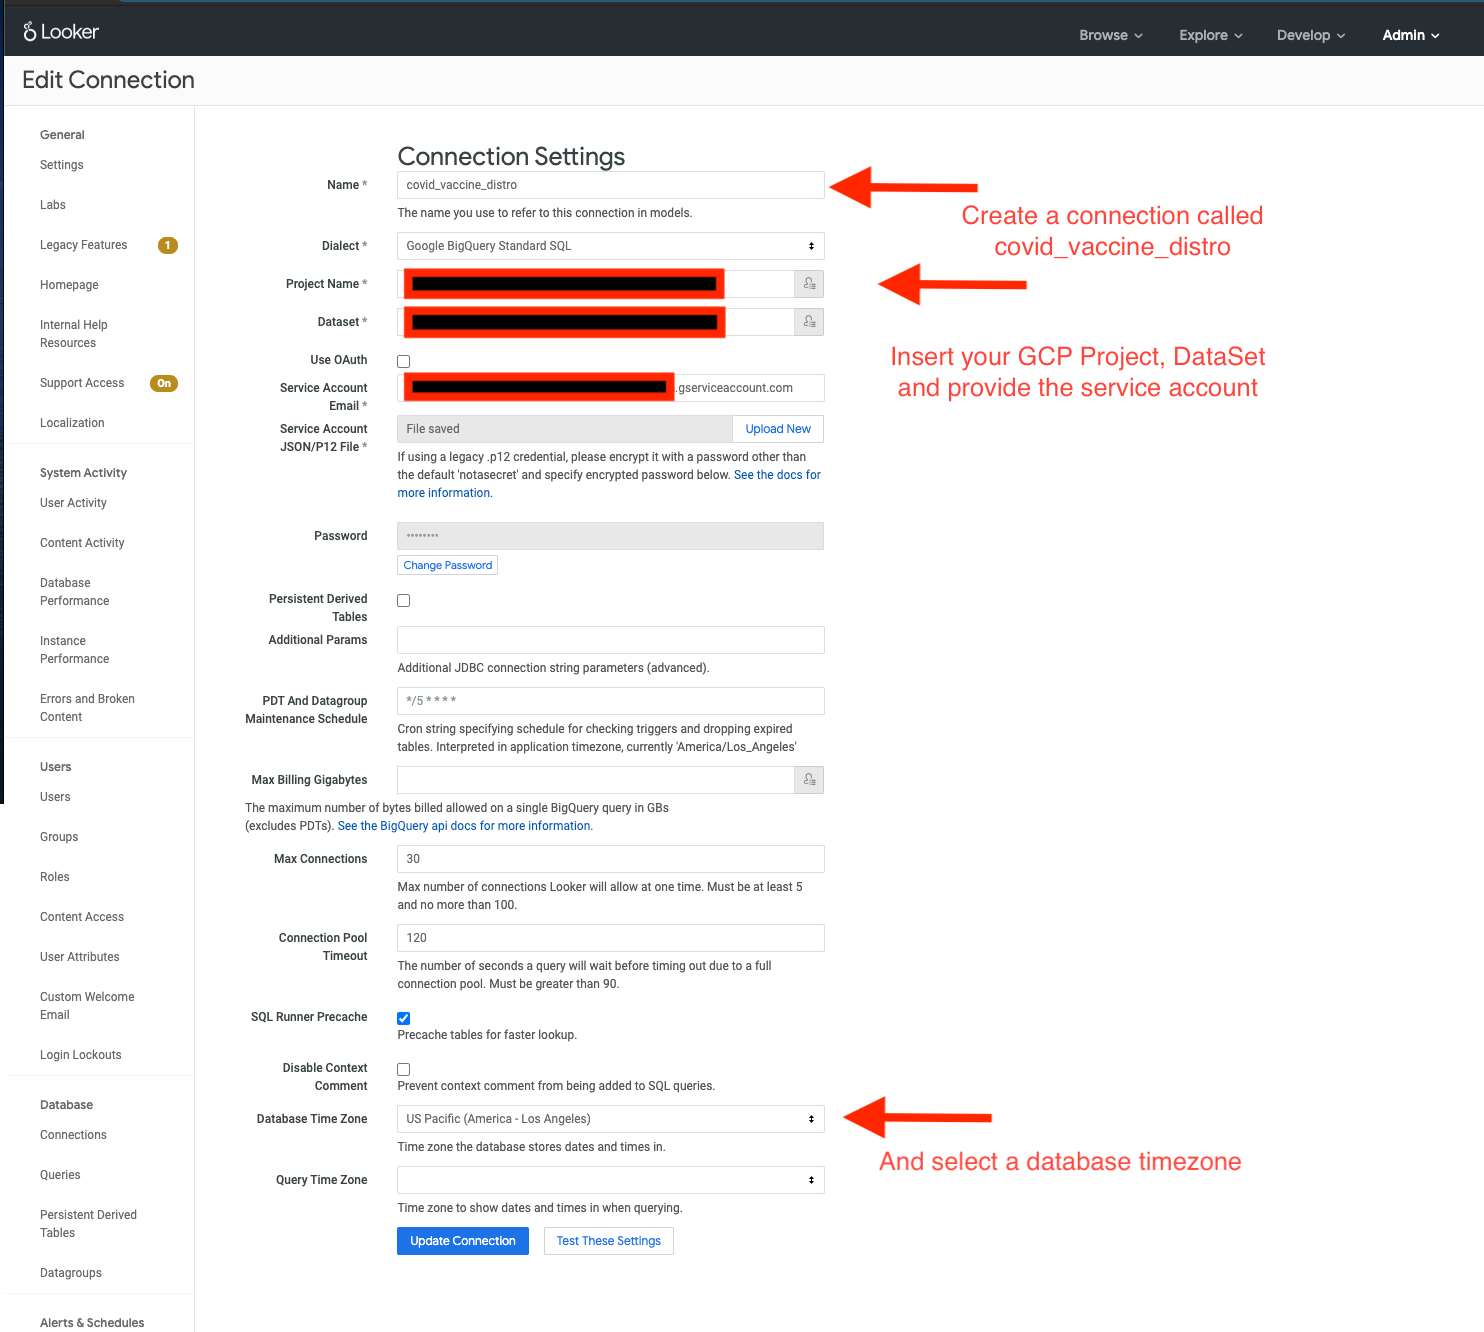 Looker
Browse
Explore
Develop
Admin
Edit Connection
General
Settings
Labs
Legacy Features
1
Homepage
Internal Help
Resources
Support Access
On
Localization
System Activity
User Activity
Content Activity
Database
Performance
Instance
Performance
Errors and Broken
Content
Users
Users
Groups
Roles
Content Access
User Attributes
Custom Welcome
Email
Login Lockouts
Database
Connections
Queries
Persistent Derived
Tables
Datagroups
Alerts & Schedules
Connection Settings
Name *
covid_vaccine_distro
The name you use to refer to this connection in models.
Dialect *
Google BigQuery Standard SQL
Project Name *
Dataset *
Use OAuth
Service Account
Email *
.gserviceaccount.com
Service Account
JSON/P12 File *
File saved
Upload New
If using a legacy .p12 credential, please encrypt it with a password other than
the default 'notasecret' and specify encrypted password below. See the docs for
more information.
Password
••••••••
Change Password
Persistent Derived
Tables
Additional Params
Additional JDBC connection string parameters (advanced).
PDT And Datagroup
Maintenance Schedule
*/5 * * * *
Cron string specifying schedule for checking triggers and dropping expired
tables. Interpreted in application timezone, currently 'America/Los_Angeles'
Max Billing Gigabytes
The maximum number of bytes billed allowed on a single BigQuery query in GBs
(excludes PDTs). See the BigQuery api docs for more information.
Max Connections
30
Max number of connections Looker will allow at one time. Must be at least 5
and no more than 100.
Connection Pool
Timeout
120
The number of seconds a query will wait before timing out due to a full
connection pool. Must be greater than 90.
SQL Runner Precache
Precache tables for faster lookup.
Disable Context
Comment
Prevent context comment from being added to SQL queries.
Database Time Zone
US Pacific (America - Los Angeles)
Time zone the database stores dates and times in.
Query Time Zone
Time zone to show dates and times in when querying.
Update Connection
Test These Settings
Create a connection called
covid_vaccine_distro
Insert your GCP Project, DataSet
and provide the service account
And select a database timezone